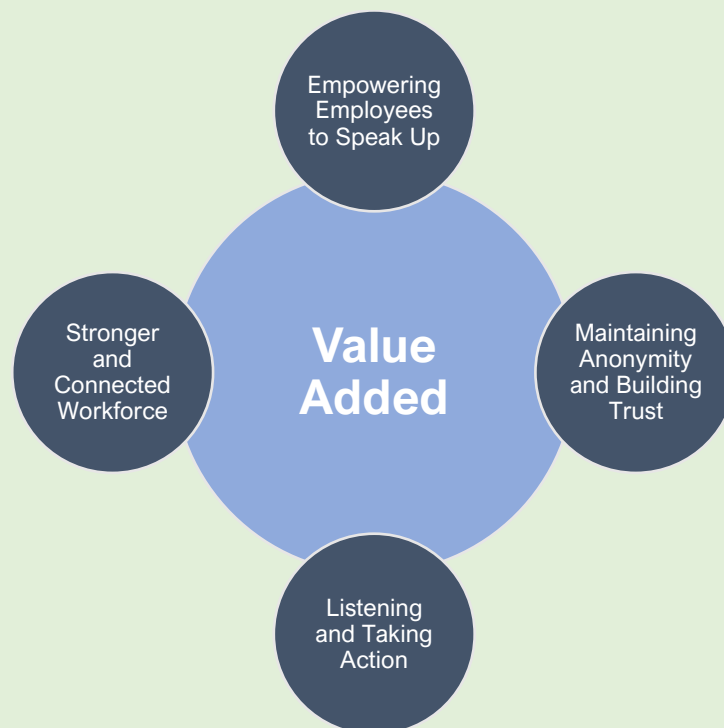 Empowering
Employees
to Speak Up
Value
Added
Stronger
and
Connected
Workforce
Maintaining
Anonymity
and Building
Trust
Listening
and Taking
Action